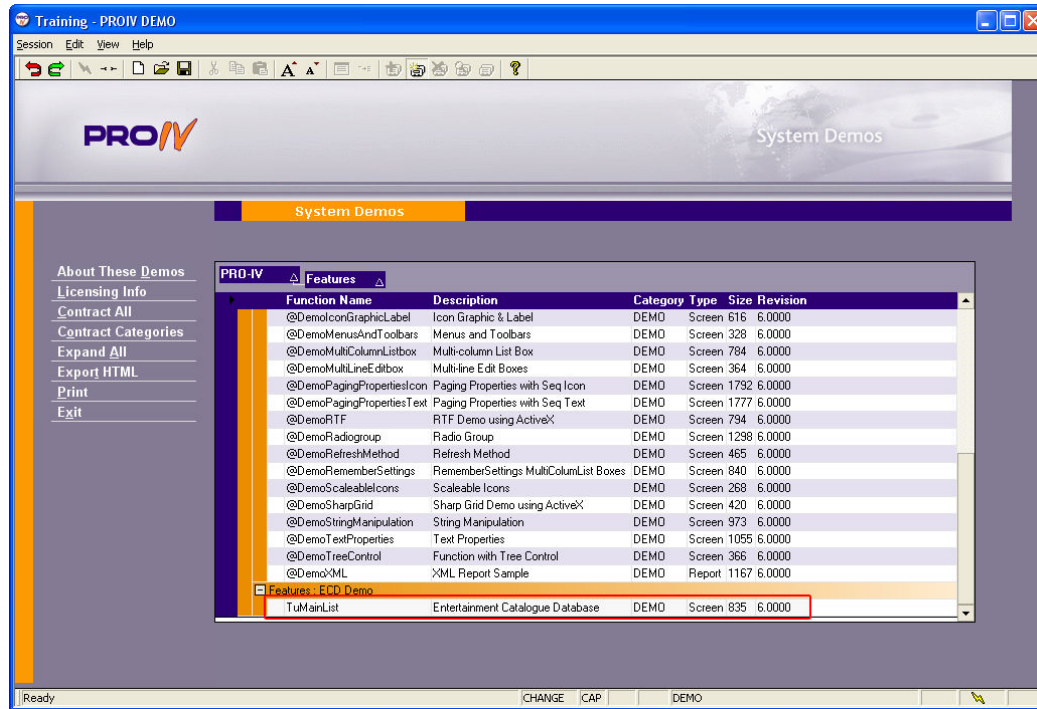 Training - PROIV DEMO
Session Edit View Help
PROIV
System Demos
System Demos
About These Demos
Licensing Info
Contract All
Contract Categories
Expand All
Export HTML
Print
Exit
PRO-IV
Features
Function Name Description Category Type Size Revision
@DemoIconGraphicLabel Icon Graphic & Label DEMO Screen 616 6.0000
@DemoMenusAndToolbars Menus and Toolbars DEMO Screen 328 6.0000
@DemoMultiColumnListbox Multi-column List Box DEMO Screen 784 6.0000
@DemoMultiLineEditbox Multi-line Edit Boxes DEMO Screen 364 6.0000
@DemoPagingPropertiesIcon Paging Properties with Seq Icon DEMO Screen 1792 6.0000
@DemoPagingPropertiesText Paging Properties with Seq Text DEMO Screen 1777 6.0000
@DemoRTF RTF Demo using ActiveX DEMO Screen 794 6.0000
@DemoRadiogroup Radio Group DEMO Screen 1298 6.0000
@DemoRefreshMethod Refresh Method DEMO Screen 465 6.0000
@DemoRememberSettings RememberSettings MultiColumList Boxes DEMO Screen 840 6.0000
@DemoScaleableIcons Scaleable Icons DEMO Screen 268 6.0000
@DemoSharpGrid Sharp Grid Demo using ActiveX DEMO Screen 420 6.0000
@DemoStringManipulation String Manipulation DEMO Screen 973 6.0000
@DemoTextProperties Text Properties DEMO Screen 1055 6.0000
@DemoTreeControl Function with Tree Control DEMO Screen 366 6.0000
@DemoXML XML Report Sample DEMO Report 1167 6.0000
Features : ECD Demo
TuMainList Entertainment Catalogue Database DEMO Screen 835 6.0000
Ready CHANGE CAP DEMO